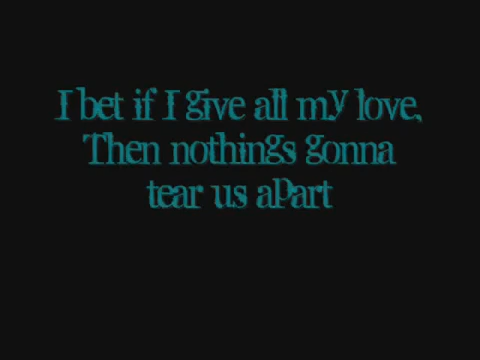 I bet if I give all my love.
Then nothings gonna
tear us apart